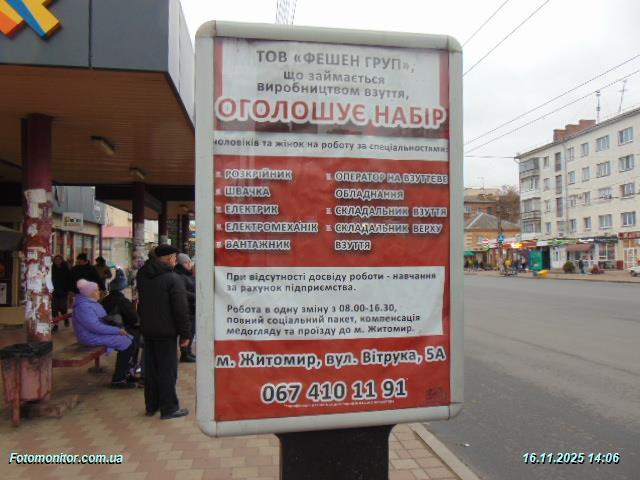 ТОВ «ФЕШЕН ГРУП»,
що займається
виробництвом взуття,
ОГОЛОШУЄ НАБІР
чоловіків та жінок на роботу за спеціальностями:
РОЗКРІЙНИК
ШВАЧКА
ЕЛЕКТРИК
ЕЛЕКТРОМЕХАНІК
ВАНТАЖНИК
ОПЕРАТОР НА ВЗУТТЄВЕ
ОБЛАДНАННЯ
СКЛАДАЛЬНИК ВЗУТТЯ
СКЛАДАЛЬНИК ВЕРХУ
ВЗУТТЯ
При відсутності досвіду роботи - навчання
за рахунок підприємства.
Робота в одну зміну з 08.00-16.30,
повний соціальний пакет, компенсація
медогляду та проїзду до м. Житомир.
м. Житомир, вул. Вітрука, 5А
067 410 11 91
Fotomonitor.com.ua
16.11.2025 14:06